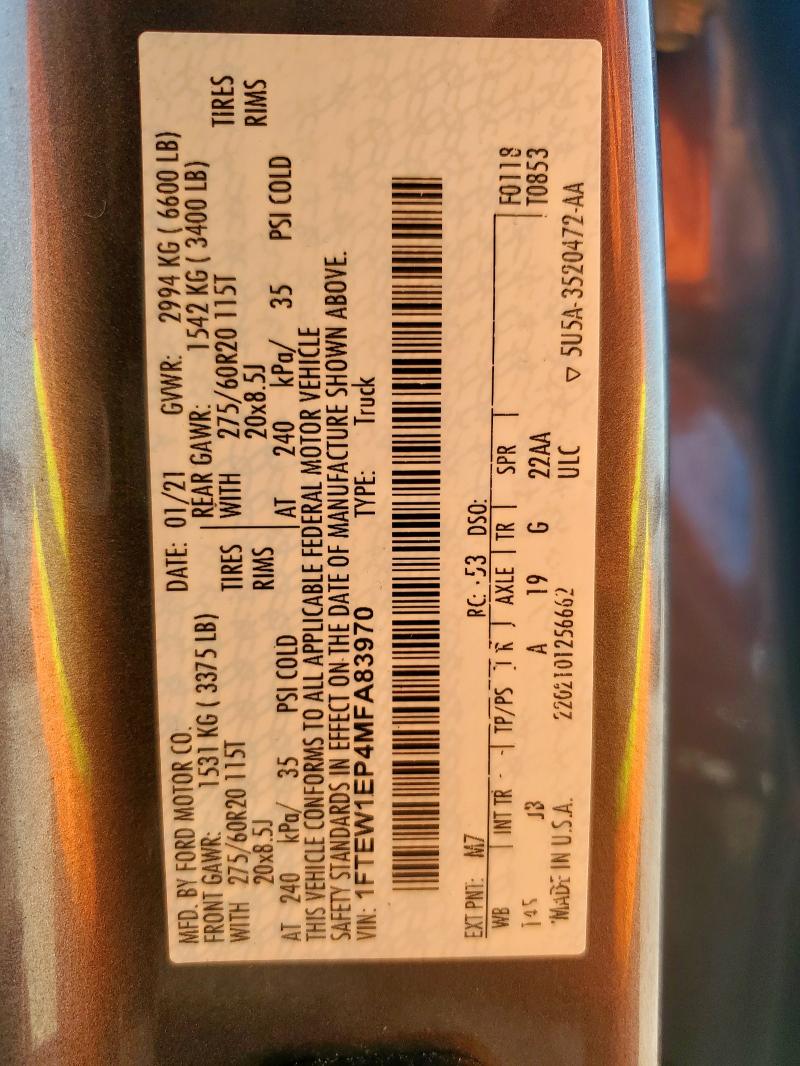 MFD. BY FORD MOTOR CO.
DATE: 01/21 GVWR: 2994 KG ( 6600 LB)
FRONT GAWR: 1531 KG ( 3375 LB) REAR GAWR: 1542 KG ( 3400 LB)
WITH 275/60R20 115T TIRES WITH 275/60R20 115T TIRES
20x8.5J RIMS 20x8.5J RIMS
AT 240 kPa/ 35 PSI COLD AT 240 kPa/ 35 PSI COLD
THIS VEHICLE CONFORMS TO ALL APPLICABLE FEDERAL MOTOR VEHICLE
SAFETY STANDARDS IN EFFECT ON THE DATE OF MANUFACTURE SHOWN ABOVE.
VIN: 1FTEW1EP4MFA83970 TYPE: Truck
EXT PNT: M7 RC: 53 DSO:
WB INT TR TP/PS R AXLE TR SPR F0118
T0853
145 JB A 19 G 22AA
ULC
MADE IN U.S.A. 2202101256662 ▽ 5U5A-3520472-AA